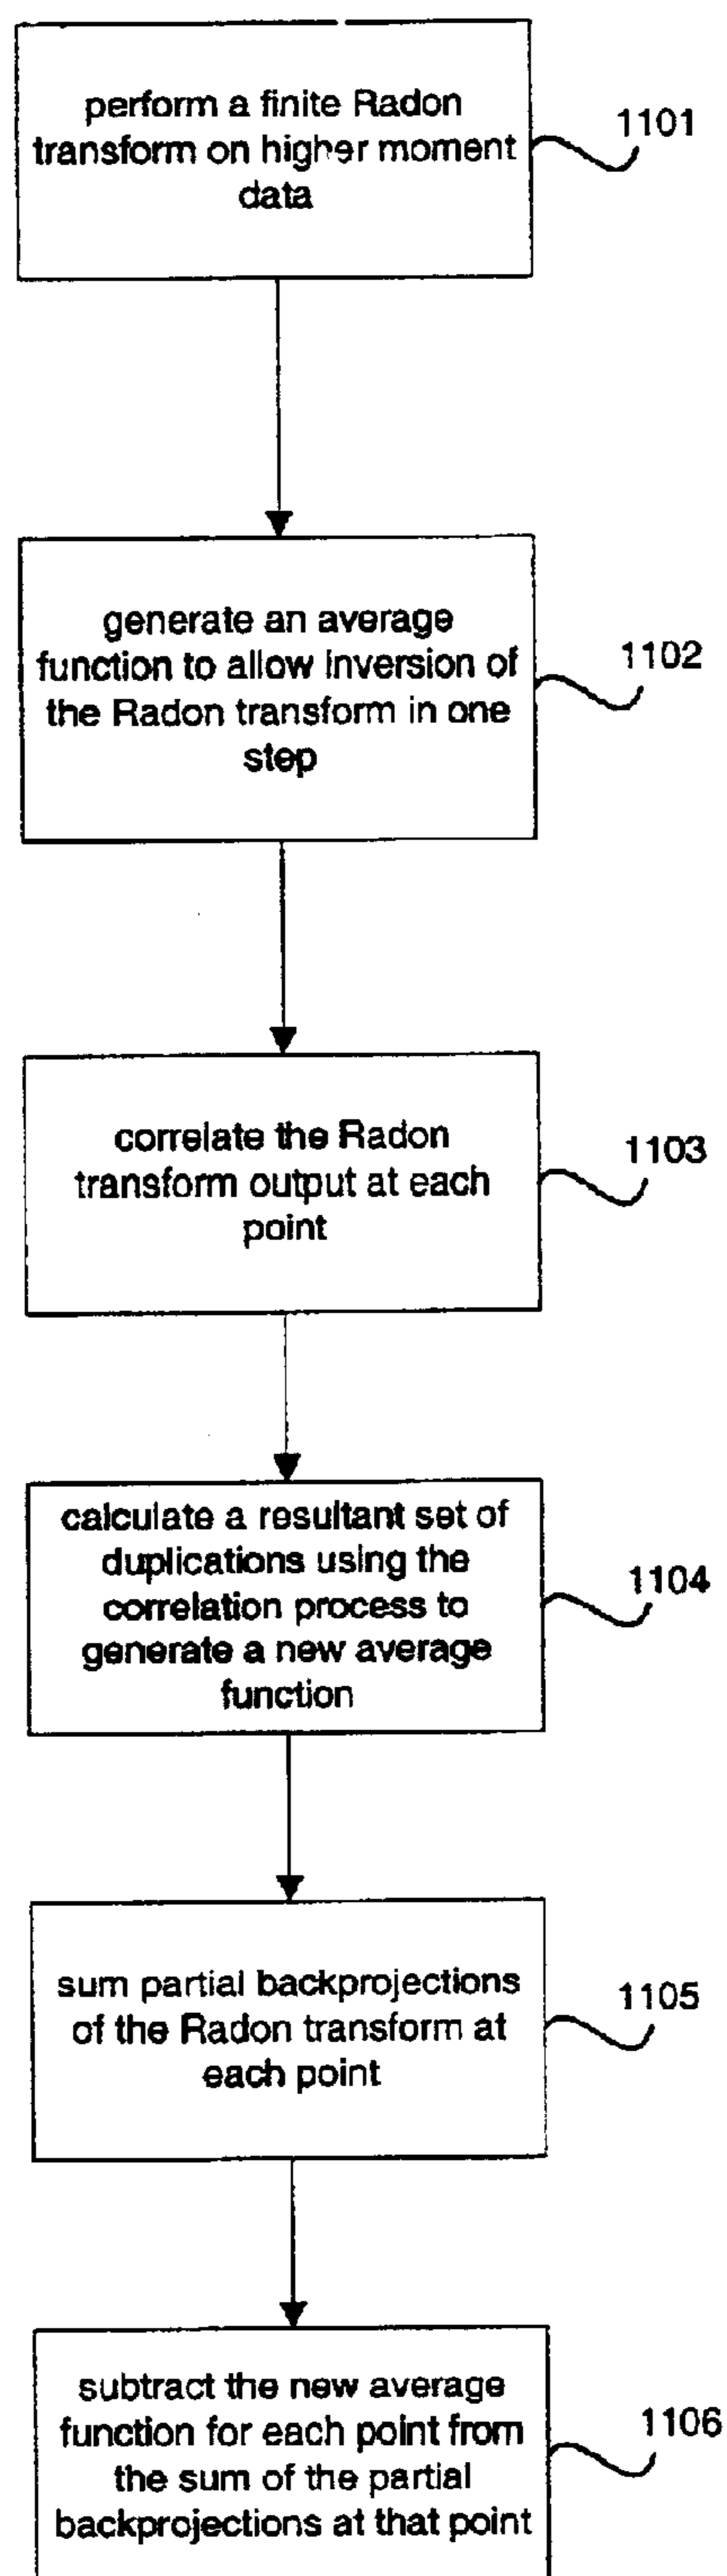 perform a finite Radon
transform on higher moment
data
1101
generate an average
function to allow inversion of
the Radon transform in one
step
1102
correlate the Radon
transform output at each
point
1103
calculate a resultant set of
duplications using the
correlation process to
generate a new average
function
1104
sum partial backprojections
of the Radon transform at
each point
1105
subtract the new average
function for each point from
the sum of the partial
backprojections at that point
1106